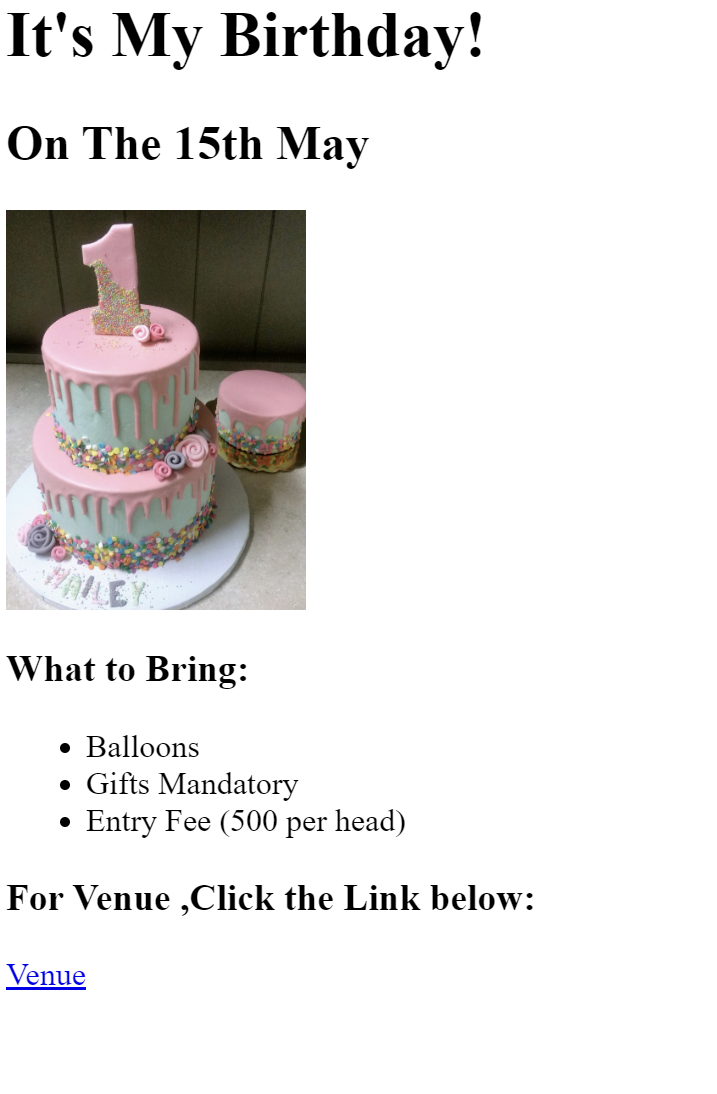 It's My Birthday!
On The 15th May
1
WAILEY
What to Bring:
Balloons
Gifts Mandatory
Entry Fee (500 per head)
For Venue ,Click the Link below:
Venue